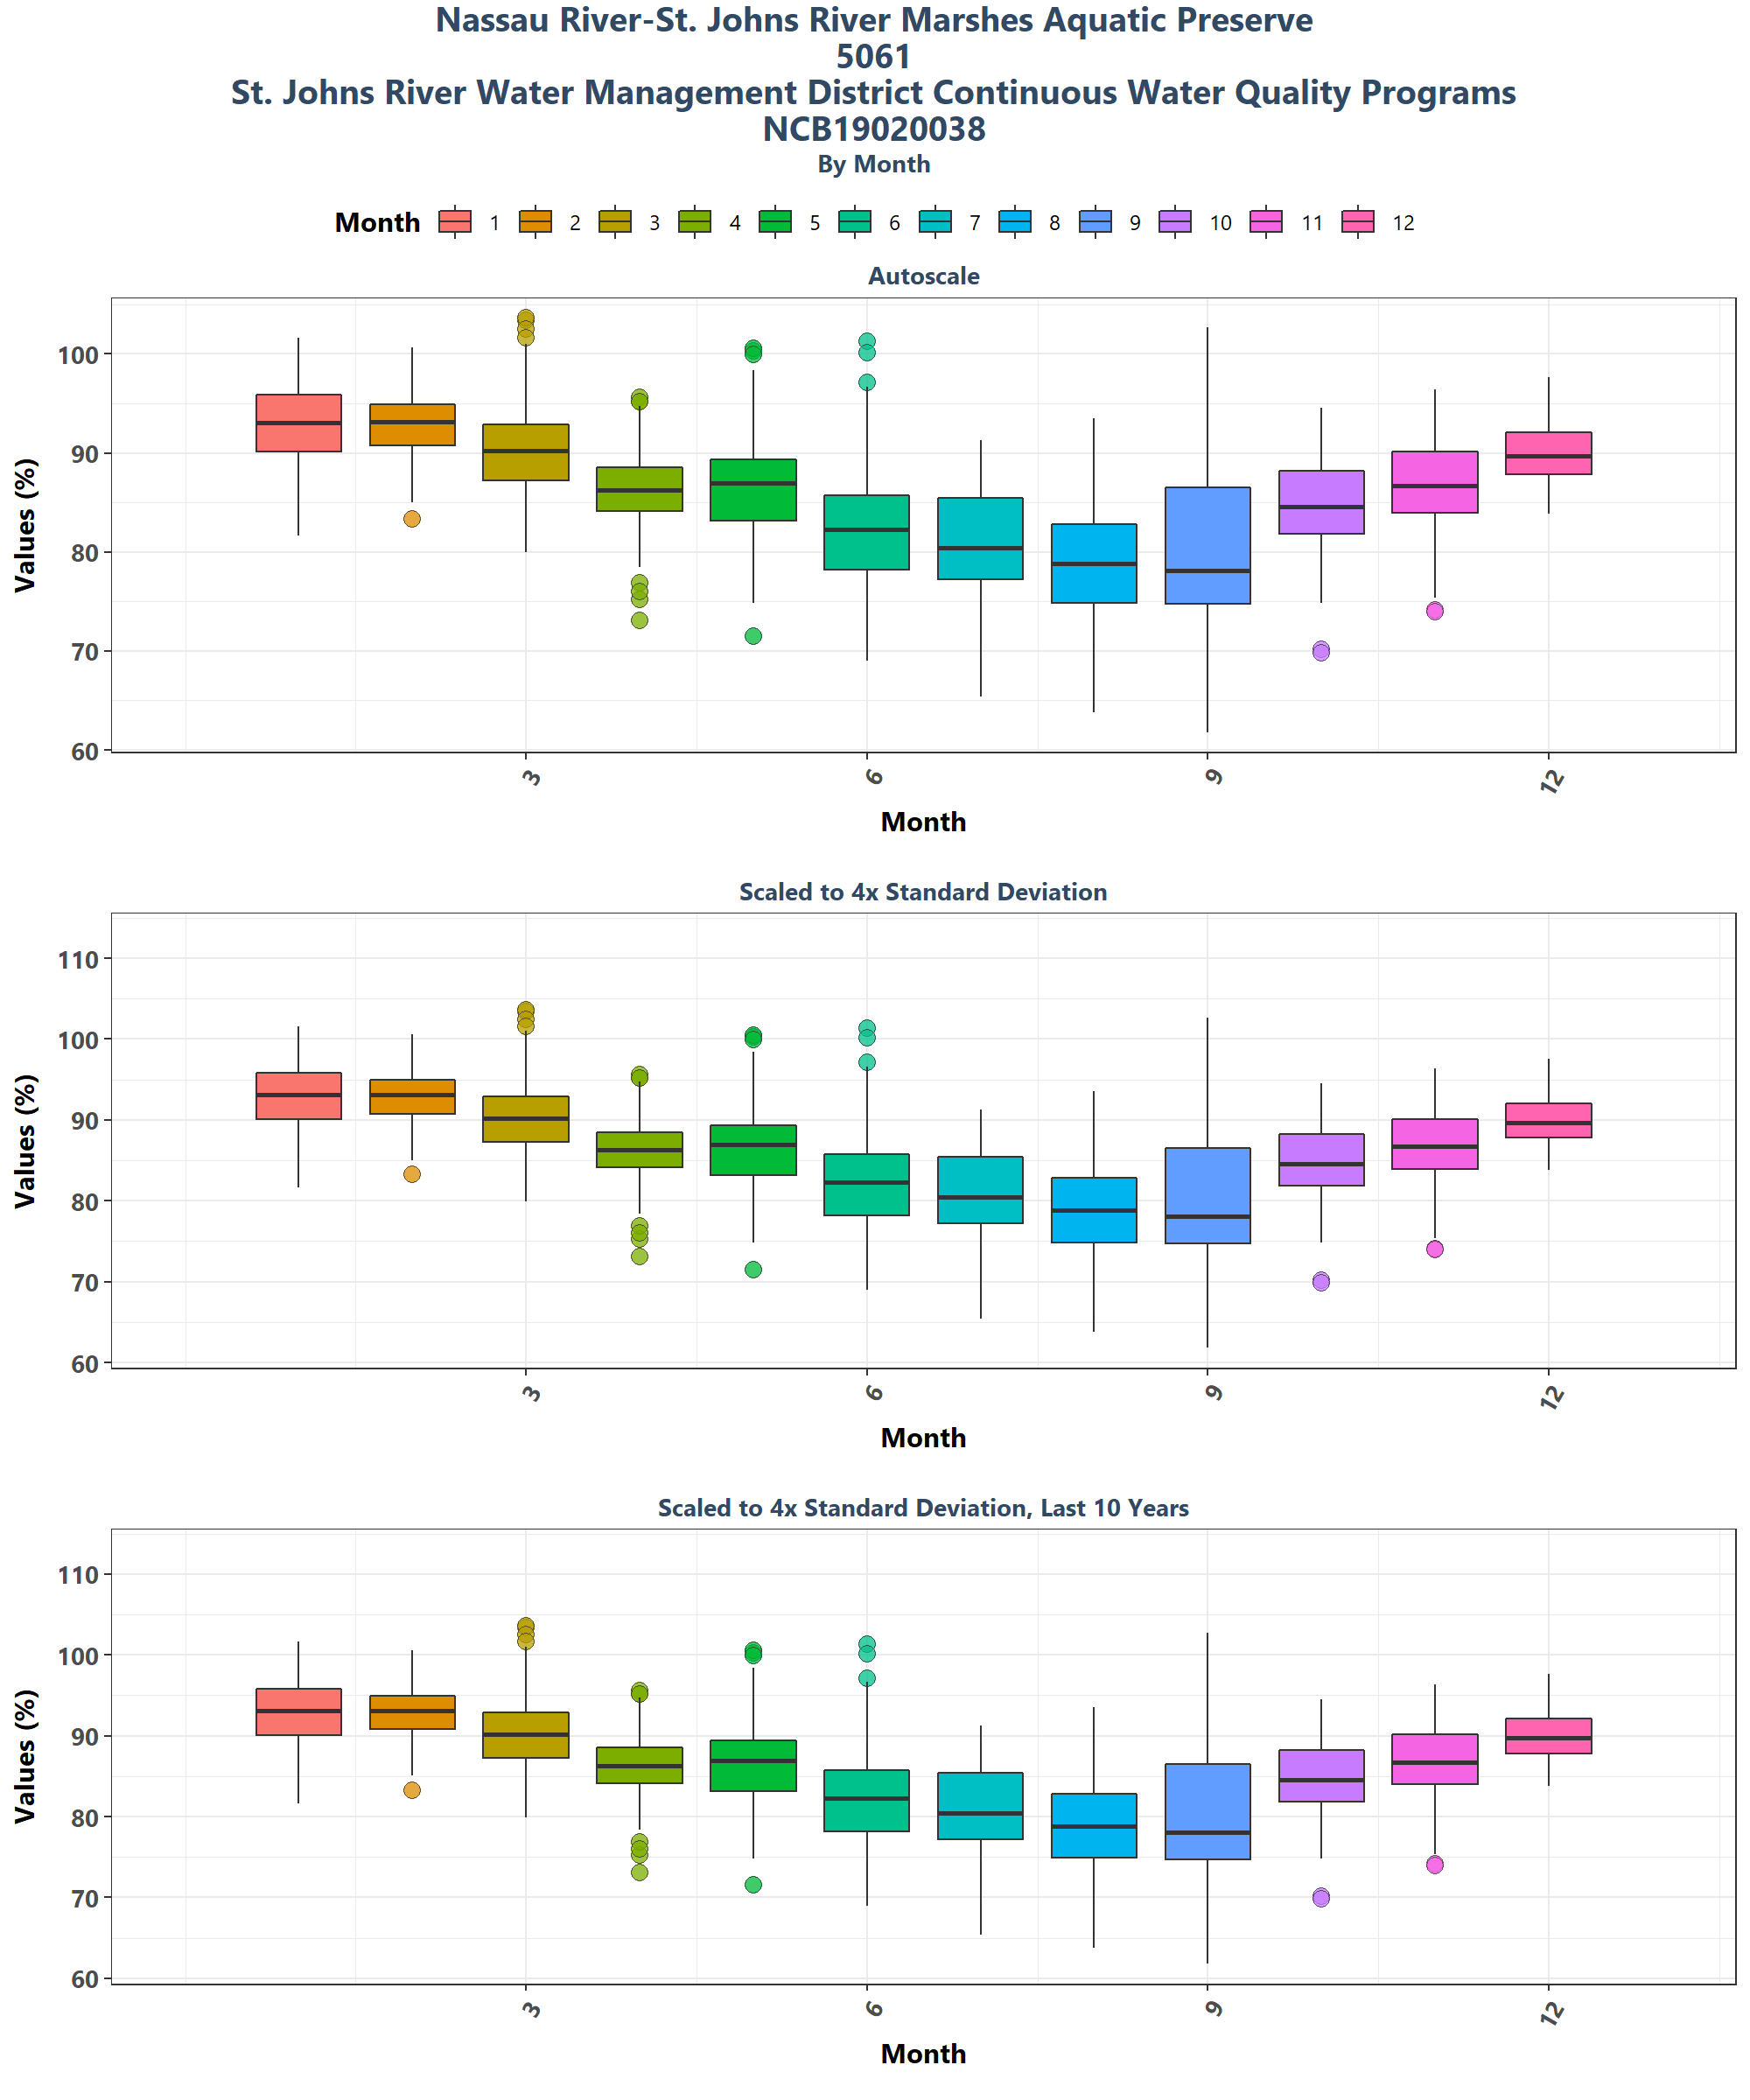 Nassau River-St. Johns River Marshes Aquatic Preserve
5061
St. Johns River Water Management District Continuous Water Quality Programs
NCB19020038
By Month
Month 1 2 3 4 5 6 7 8 9 10 11 12
Autoscale
Values (%)
100
90
80
70
60
3 6 9 12
Month
Scaled to 4x Standard Deviation
Values (%)
110
100
90
80
70
60
3 6 9 12
Month
Scaled to 4x Standard Deviation, Last 10 Years
Values (%)
110
100
90
80
70
60
3 6 9 12
Month